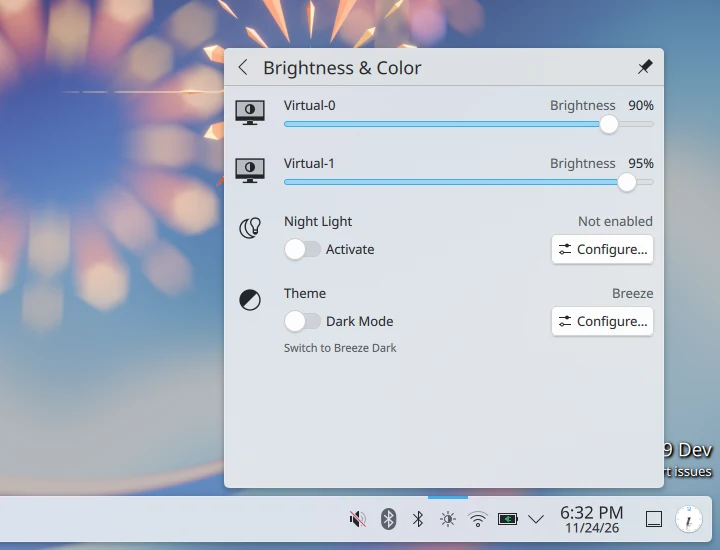 Brightness & Color
Virtual-0 Brightness 90%
Virtual-1 Brightness 95%
Night Light Not enabled
Activate Configure...
Theme Breeze
Dark Mode Configure...
Switch to Breeze Dark
9 Dev
rt issues
6:32 PM
11/24/26